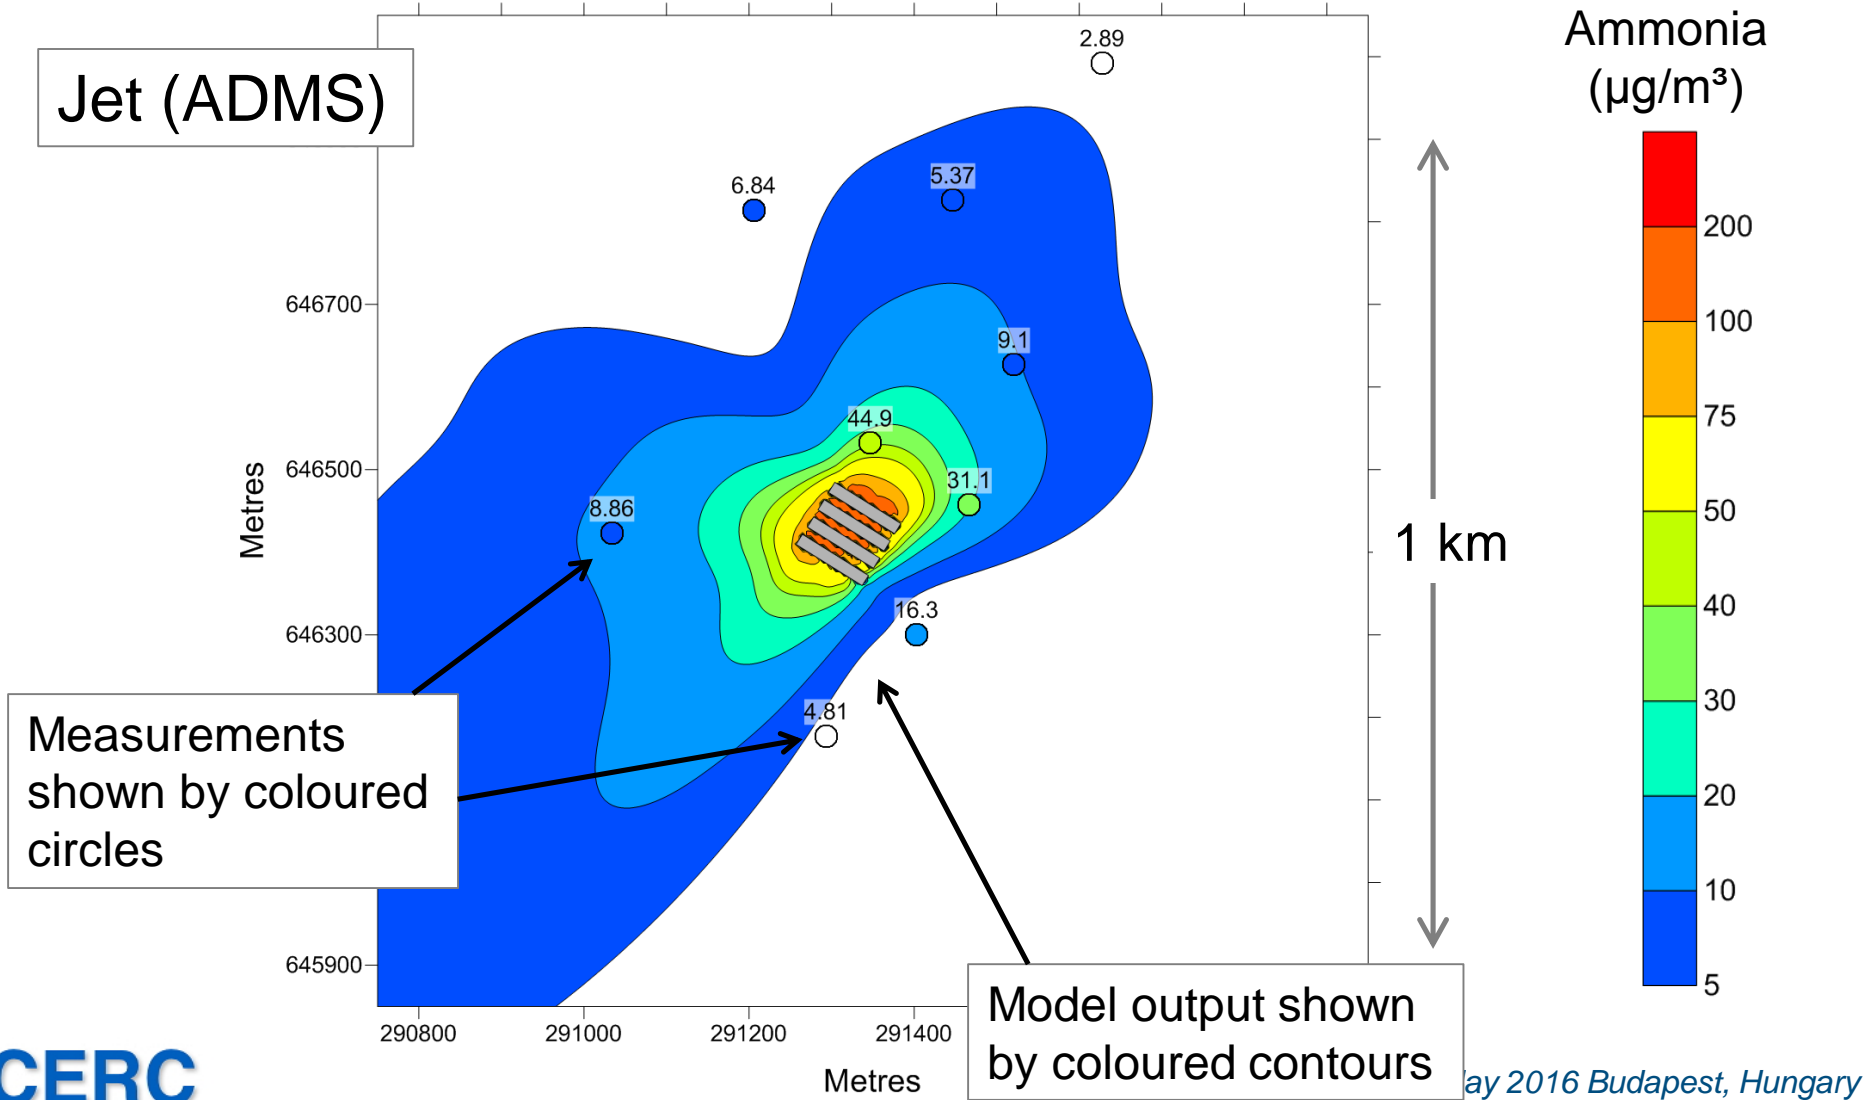 Jet (ADMS)
Ammonia
(µg/m³)
2.89
6.84
5.37
9.1
44.9
31.1
8.86
16.3
4.81
646700
646500
646300
645900
Metres
290800
291000
291200
291400
Metres
1 km
200
100
75
50
40
30
20
10
5
Measurements
shown by coloured
circles
Model output shown
by coloured contours
CERC
ay 2016 Budapest, Hungary